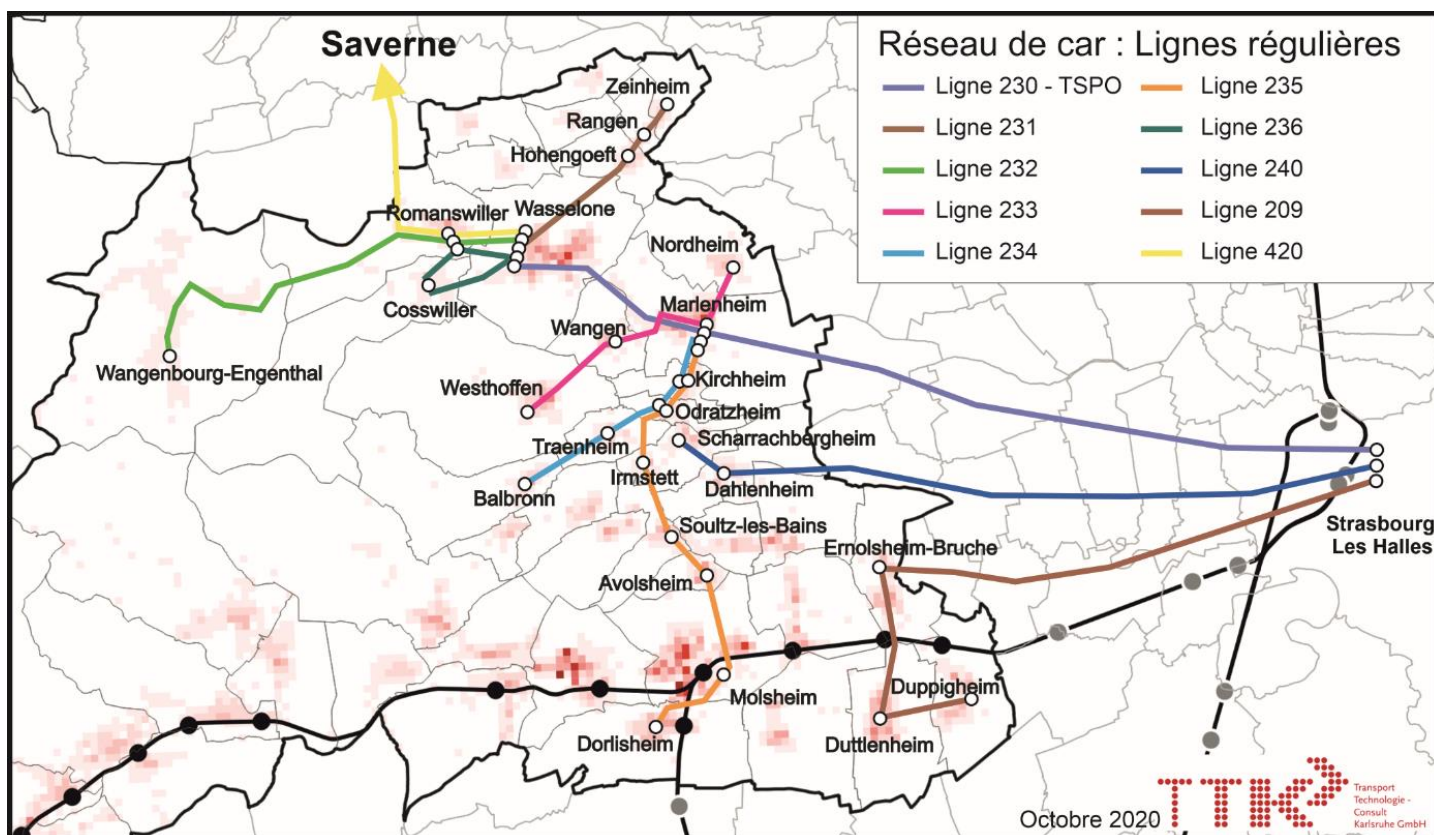 Saverne
Réseau de car : Lignes régulières
Ligne 230 - TSPO
Ligne 231
Ligne 232
Ligne 233
Ligne 234
Ligne 235
Ligne 236
Ligne 240
Ligne 209
Ligne 420
Zeinheim
Rangen
Hohengoeft
Romanswiller
Wasselone
Nordheim
Cosswiller
Marlenheim
Wangen
Wangenbourg-Engenthal
Westhoffen
Kirchheim
Odratzheim
Traenheim
Scharrachbergheim
Irmstett
Balbronn
Dahlenheim
Soultz-les-Bains
Ernolsheim-Bruche
Strasbourg
Les Halles
Avolsheim
Molsheim
Duppigheim
Dorlisheim
Duttlenheim
Octobre 2020
TTK
Transport
Technologie -
Consult
Karlsruhe GmbH